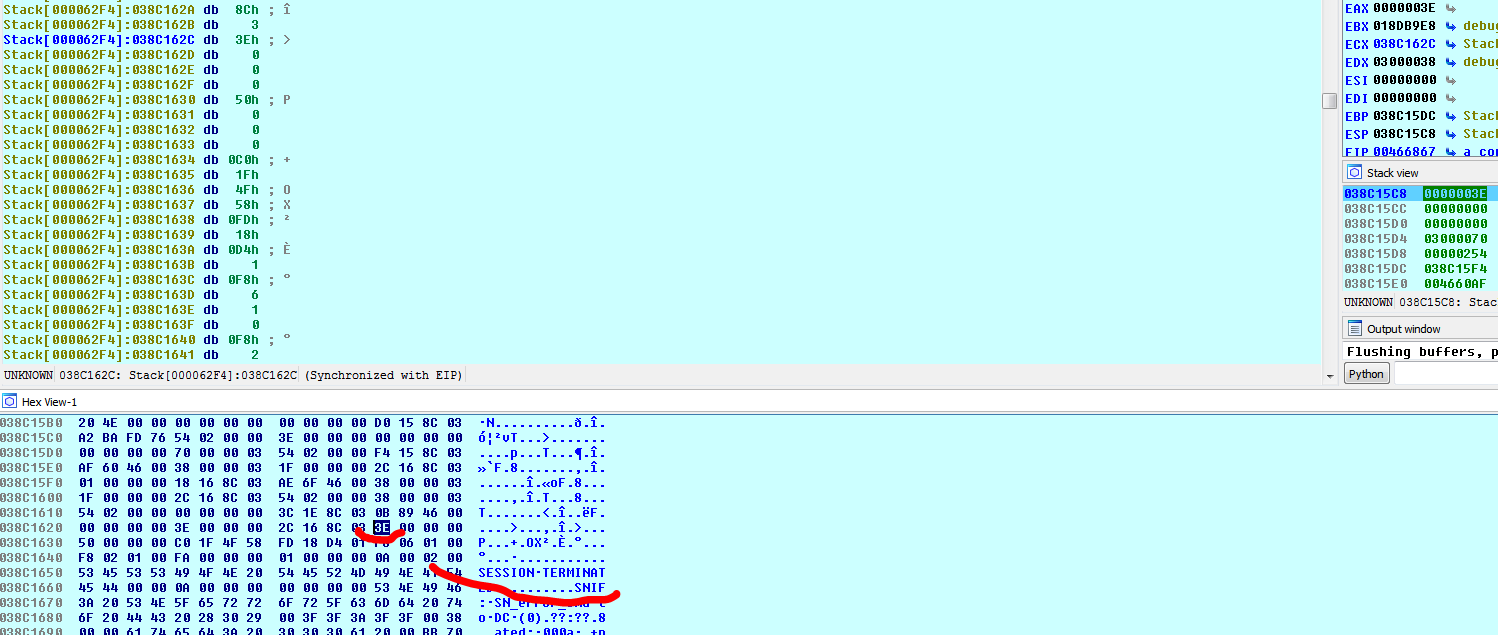 Stack[000062F4]:038C162A db 8Ch ; î
Stack[000062F4]:038C162B db 3
Stack[000062F4]:038C162C db 3Eh ; >
Stack[000062F4]:038C162D db 0
Stack[000062F4]:038C162E db 0
Stack[000062F4]:038C162F db 0
Stack[000062F4]:038C1630 db 50h ; P
Stack[000062F4]:038C1631 db 0
Stack[000062F4]:038C1632 db 0
Stack[000062F4]:038C1633 db 0
Stack[000062F4]:038C1634 db 0C0h ; +
Stack[000062F4]:038C1635 db 1Fh
Stack[000062F4]:038C1636 db 4Fh ; O
Stack[000062F4]:038C1637 db 58h ; X
Stack[000062F4]:038C1638 db 0FDh ; ²
Stack[000062F4]:038C1639 db 18h
Stack[000062F4]:038C163A db 0D4h ; È
Stack[000062F4]:038C163B db 1
Stack[000062F4]:038C163C db 0F8h ; °
Stack[000062F4]:038C163D db 6
Stack[000062F4]:038C163E db 1
Stack[000062F4]:038C163F db 0
Stack[000062F4]:038C1640 db 0F8h ; °
Stack[000062F4]:038C1641 db 2
UNKNOWN 038C162C: Stack[000062F4]:038C162C (Synchronized with EIP)
EAX 0000003E
EBX 018DB9E8 debug
ECX 038C162C Stack
EDX 03000038 debug
ESI 00000000
EDI 00000000
EBP 038C15DC Stack
ESP 038C15C8 Stack
EIP 00466867 a_cor
Stack view
038C15C8 0000003E
038C15CC 00000000
038C15D0 00000000
038C15D4 03000070
038C15D8 00000254
038C15DC 038C15F4
038C15E0 004660AF
UNKNOWN 038C15C8: Stac
Output window
Flushing buffers, p
Python
Hex View-1
038C15B0 20 4E 00 00 00 00 00 00 00 00 00 00 D0 15 8C 03 ·N..........ð.î.
038C15C0 A2 BA FD 76 54 02 00 00 3E 00 00 00 00 00 00 00 ó¦²vT...>.......
038C15D0 00 00 00 00 70 00 00 03 54 02 00 00 F4 15 8C 03 ....p...T...¶.î.
038C15E0 AF 60 46 00 38 00 00 03 1F 00 00 00 2C 16 8C 03 »`F.8.......,.î.
038C15F0 01 00 00 00 18 16 8C 03 AE 6F 46 00 38 00 00 03 ......î.«oF.8...
038C1600 1F 00 00 00 2C 16 8C 03 54 02 00 00 38 00 00 03 ....,.î.T...8...
038C1610 54 02 00 00 00 00 00 00 3C 1E 8C 03 0B 89 46 00 T.......<.î..ëF.
038C1620 00 00 00 00 3E 00 00 00 2C 16 8C 03 3E 00 00 00 ....>...,.î.>...
038C1630 50 00 00 00 C0 1F 4F 58 FD 18 D4 01 F8 06 01 00 P...+.OX².È.°...
038C1640 F8 02 01 00 FA 00 00 00 01 00 00 00 0A 00 02 00 °...·...........
038C1650 53 45 53 53 49 4F 4E 20 54 45 52 4D 49 4E 41 54 SESSION·TERMINAT
038C1660 45 44 00 00 0A 00 00 00 00 00 00 00 53 4E 49 46 SNIF
038C1670 3A 20 53 4E 5F 65 72 72 6F 72 5F 63 6D 64 20 74 :·SN_error_cmd·t
038C1680 6F 20 44 43 20 28 30 29 00 3F 3F 3A 3F 3F 00 38 o·DC·(0).??:??.8
038C1690 00 00 61 74 65 64 3A 20 30 30 30 61 20 00 BB 70